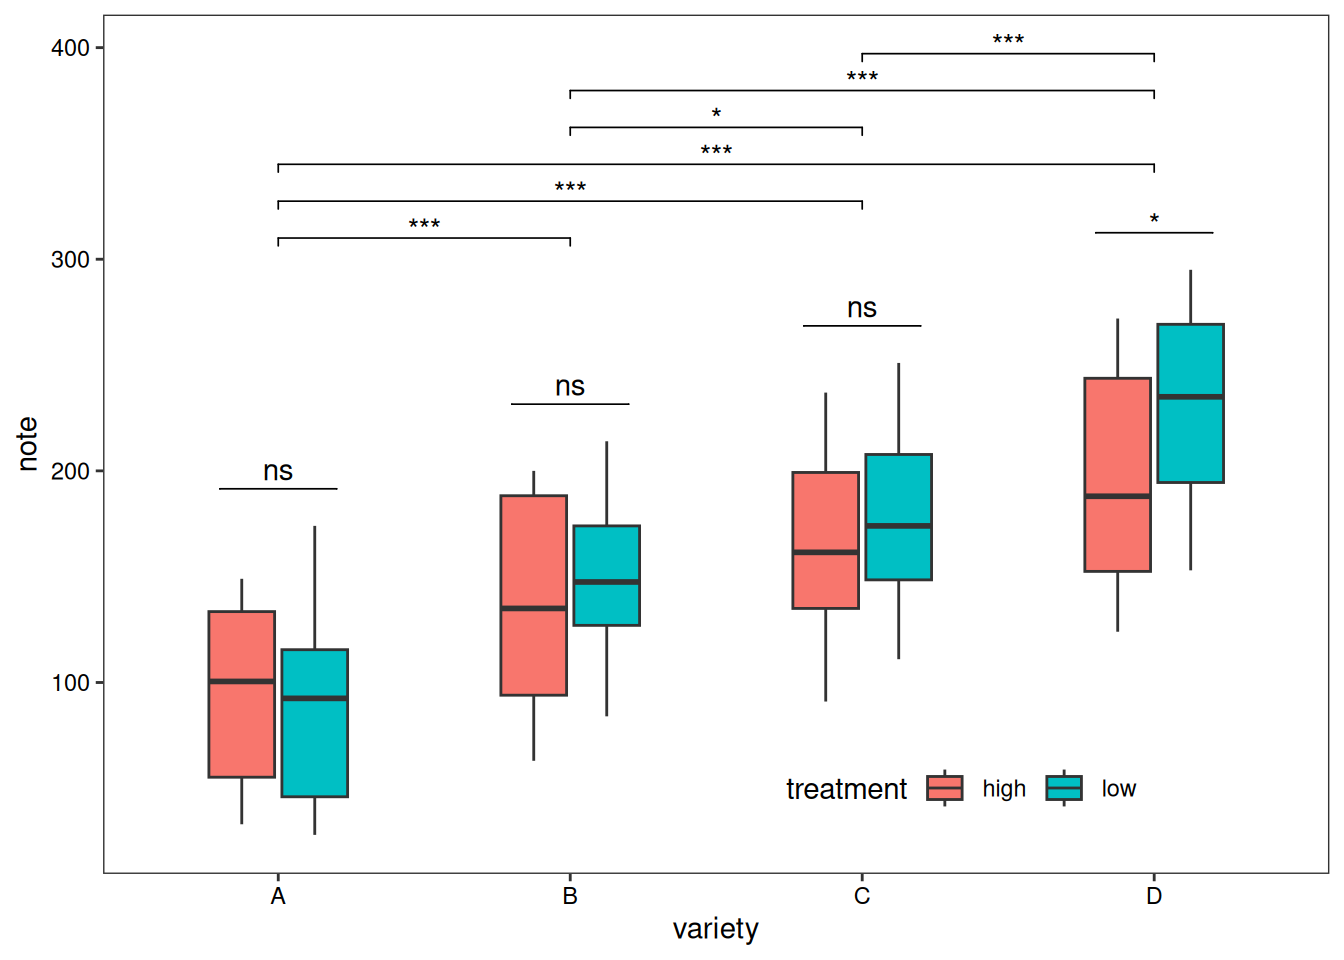 400
***
***
*
***
***
***
*
300
ns
ns
ns
200
100
note
treatment high low
A B C D
variety